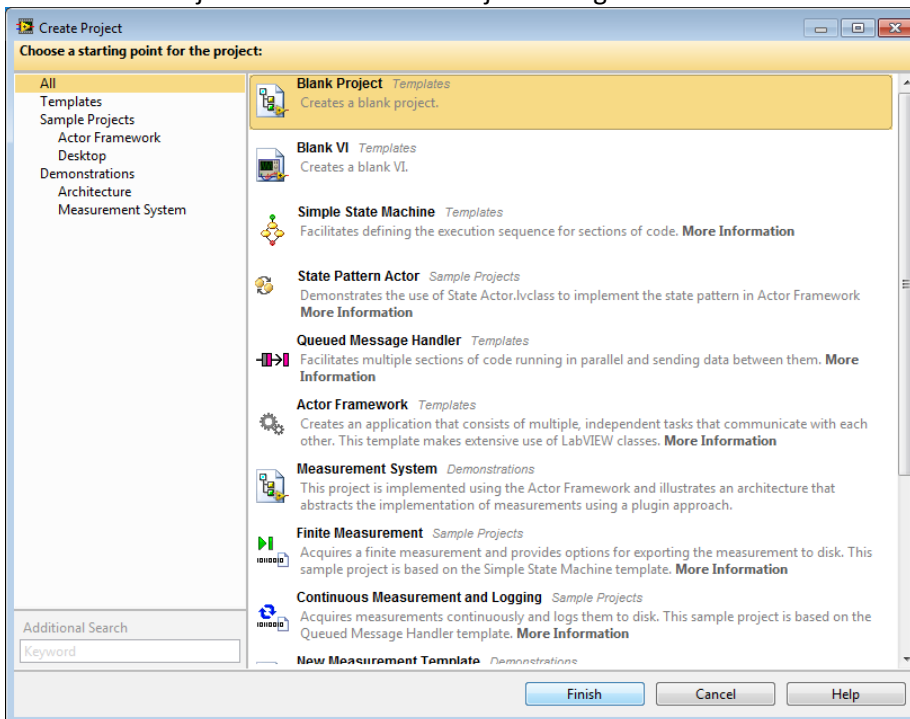 Create Project
Choose a starting point for the project:
All
Templates
Sample Projects
Actor Framework
Desktop
Demonstrations
Architecture
Measurement System
Additional Search
Keyword
Blank Project Templates
Creates a blank project.
Blank VI Templates
Creates a blank VI.
Simple State Machine Templates
Facilitates defining the execution sequence for sections of code. More Information
State Pattern Actor Sample Projects
Demonstrates the use of State Actor.lvclass to implement the state pattern in Actor Framework
More Information
Queued Message Handler Templates
Facilitates multiple sections of code running in parallel and sending data between them. More
Information
Actor Framework Templates
Creates an application that consists of multiple, independent tasks that communicate with each
other. This template makes extensive use of LabVIEW classes. More Information
Measurement System Demonstrations
This project is implemented using the Actor Framework and illustrates an architecture that
abstracts the implementation of measurements using a plugin approach.
Finite Measurement Sample Projects
Acquires a finite measurement and provides options for exporting the measurement to disk. This
sample project is based on the Simple State Machine template. More Information
Continuous Measurement and Logging Sample Projects
Acquires measurements continuously and logs them to disk. This sample project is based on the
Queued Message Handler template. More Information
New Measurement Template Demonstrations
Finish
Cancel
Help